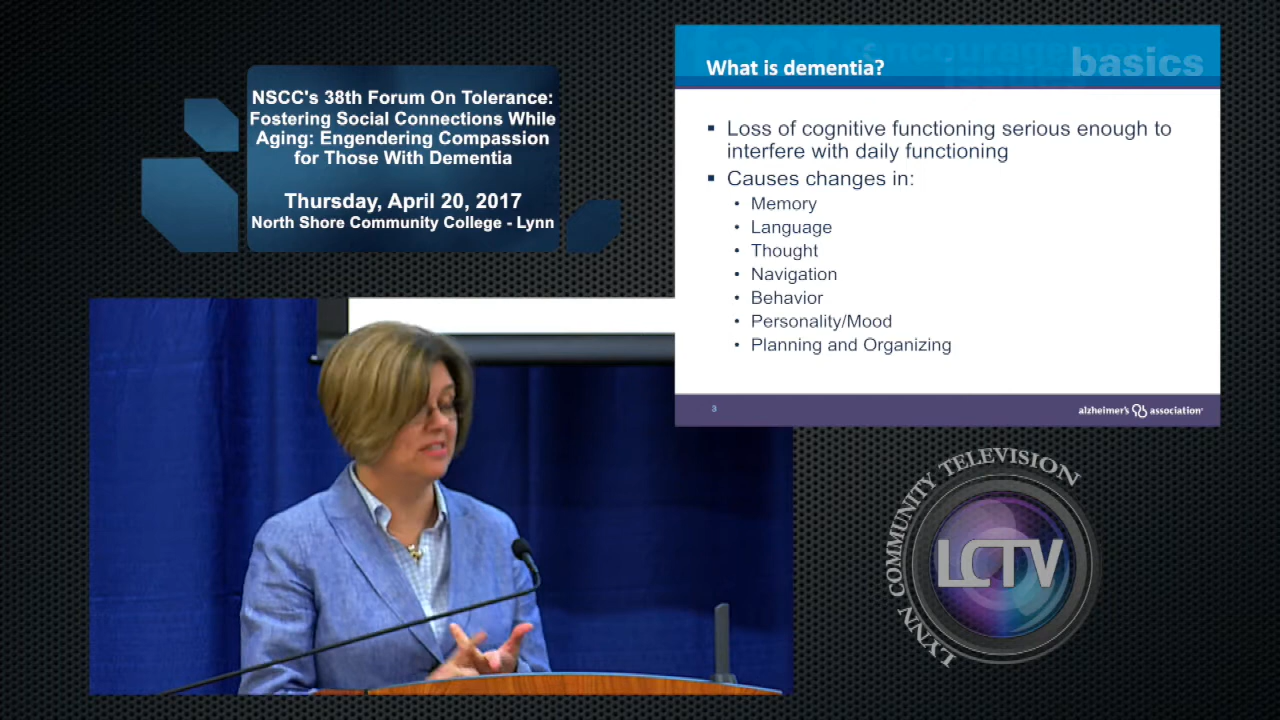 NSCC's 38th Forum On Tolerance:
Fostering Social Connections While
Aging: Engendering Compassion
for Those With Dementia
Thursday, April 20, 2017
North Shore Community College - Lynn
facts encouragement
basics
What is dementia?
▪ Loss of cognitive functioning serious enough to
interfere with daily functioning
▪ Causes changes in:
• Memory
• Language
• Thought
• Navigation
• Behavior
• Personality/Mood
• Planning and Organizing
3
alzheimer's association®
LYNN COMMUNITY TELEVISION
LCTV